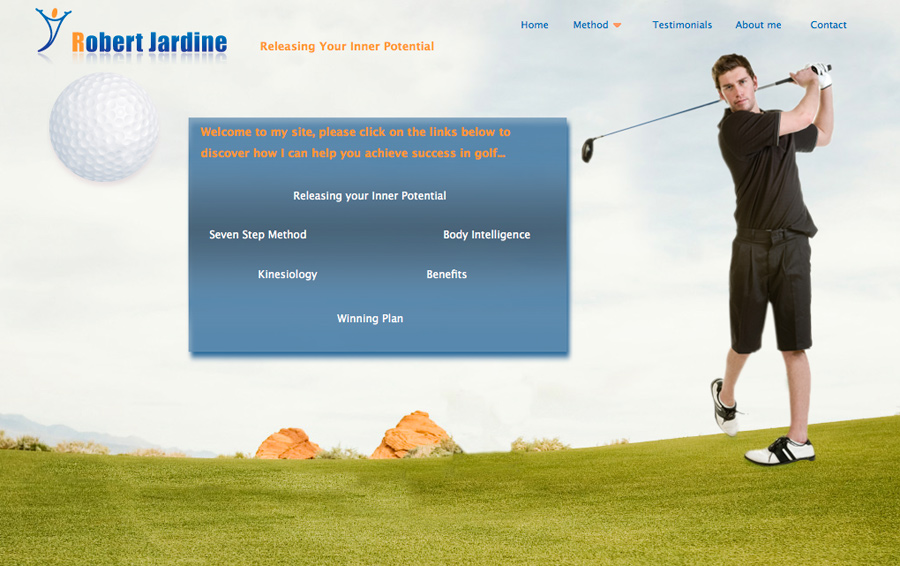 Robert Jardine
Releasing Your Inner Potential
Home Method Testimonials About me Contact
Welcome to my site, please click on the links below to
discover how I can help you achieve success in golf...
Releasing your Inner Potential
Seven Step Method Body Intelligence
Kinesiology Benefits
Winning Plan